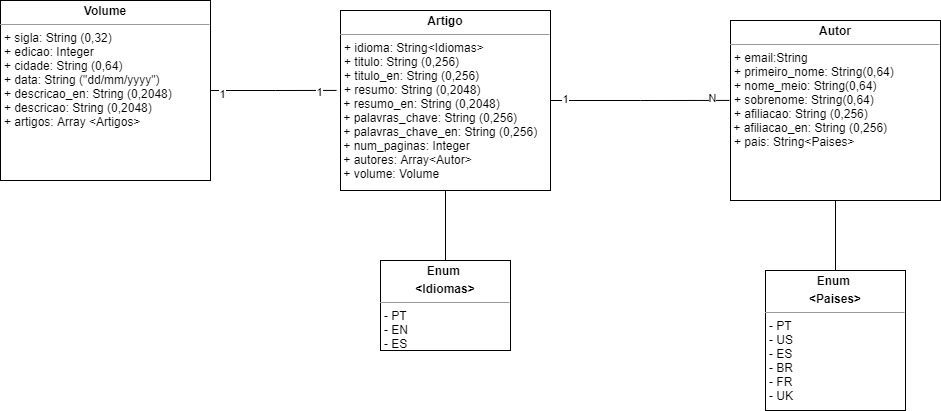 Volume
+ sigla: String (0,32)
+ edicao: Integer
+ cidade: String (0,64)
+ data: String ("dd/mm/yyyy")
+ descricao_en: String (0,2048)
+ descricao: String (0,2048)
+ artigos: Array <Artigos>
1
1
Artigo
+ idioma: String<Idiomas>
+ titulo: String (0,256)
+ titulo_en: String (0,256)
+ resumo: String (0,2048)
+ resumo_en: String (0,2048)
+ palavras_chave: String (0,256)
+ palavras_chave_en: String (0,256)
+ num_paginas: Integer
+ autores: Array<Autor>
+ volume: Volume
1
N
Autor
+ email:String
+ primeiro_nome: String(0,64)
+ nome_meio: String(0,64)
+ sobrenome: String(0,64)
+ afiliacao: String (0,256)
+ afiliacao_en: String (0,256)
+ pais: String<Paises>
Enum
<Idiomas>
- PT
- EN
- ES
Enum
<Paises>
- PT
- US
- ES
- BR
- FR
- UK